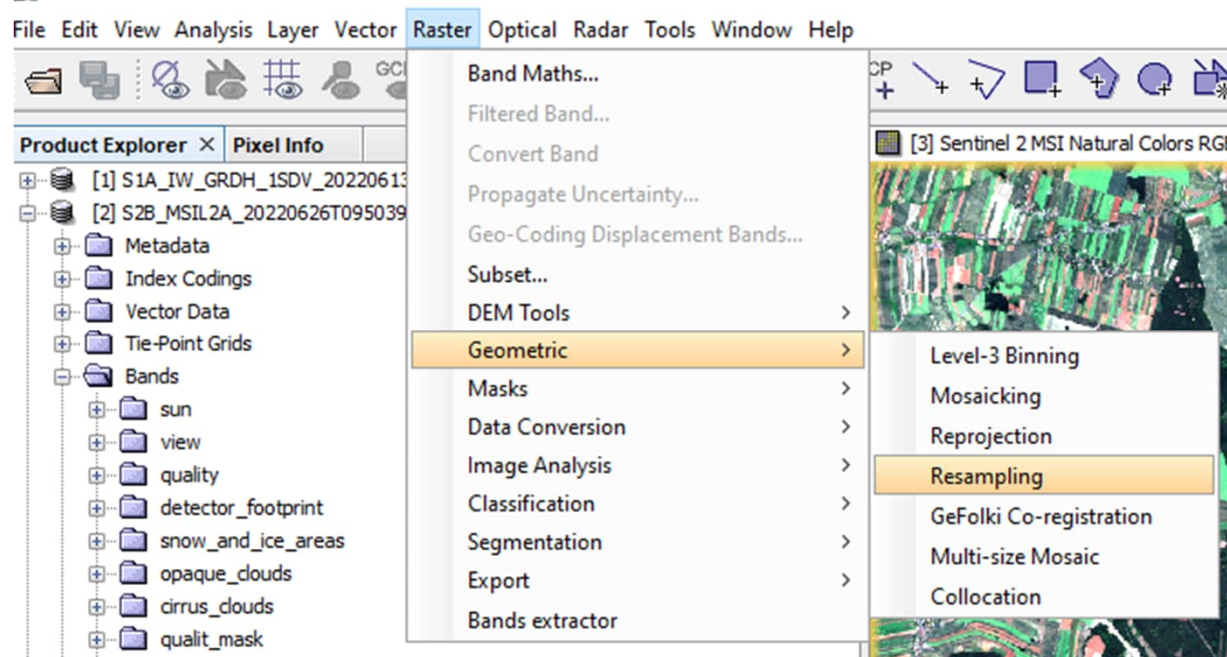 File Edit View Analysis Layer Vector Raster Optical Radar Tools Window Help
Product Explorer × Pixel Info
[1] S1A_IW_GRDH_1SDV_20220613
[2] S2B_MSIL2A_20220626T095039
Metadata
Index Codings
Vector Data
Tie-Point Grids
Bands
sun
view
quality
detector_footprint
snow_and_ice_areas
opaque_clouds
cirrus_clouds
qualit_mask
Band Maths...
Filtered Band...
Convert Band
Propagate Uncertainty...
Geo-Coding Displacement Bands...
Subset...
DEM Tools
Geometric
Masks
Data Conversion
Image Analysis
Classification
Segmentation
Export
Bands extractor
[3] Sentinel 2 MSI Natural Colors RG
Level-3 Binning
Mosaicking
Reprojection
Resampling
GeFolki Co-registration
Multi-size Mosaic
Collocation